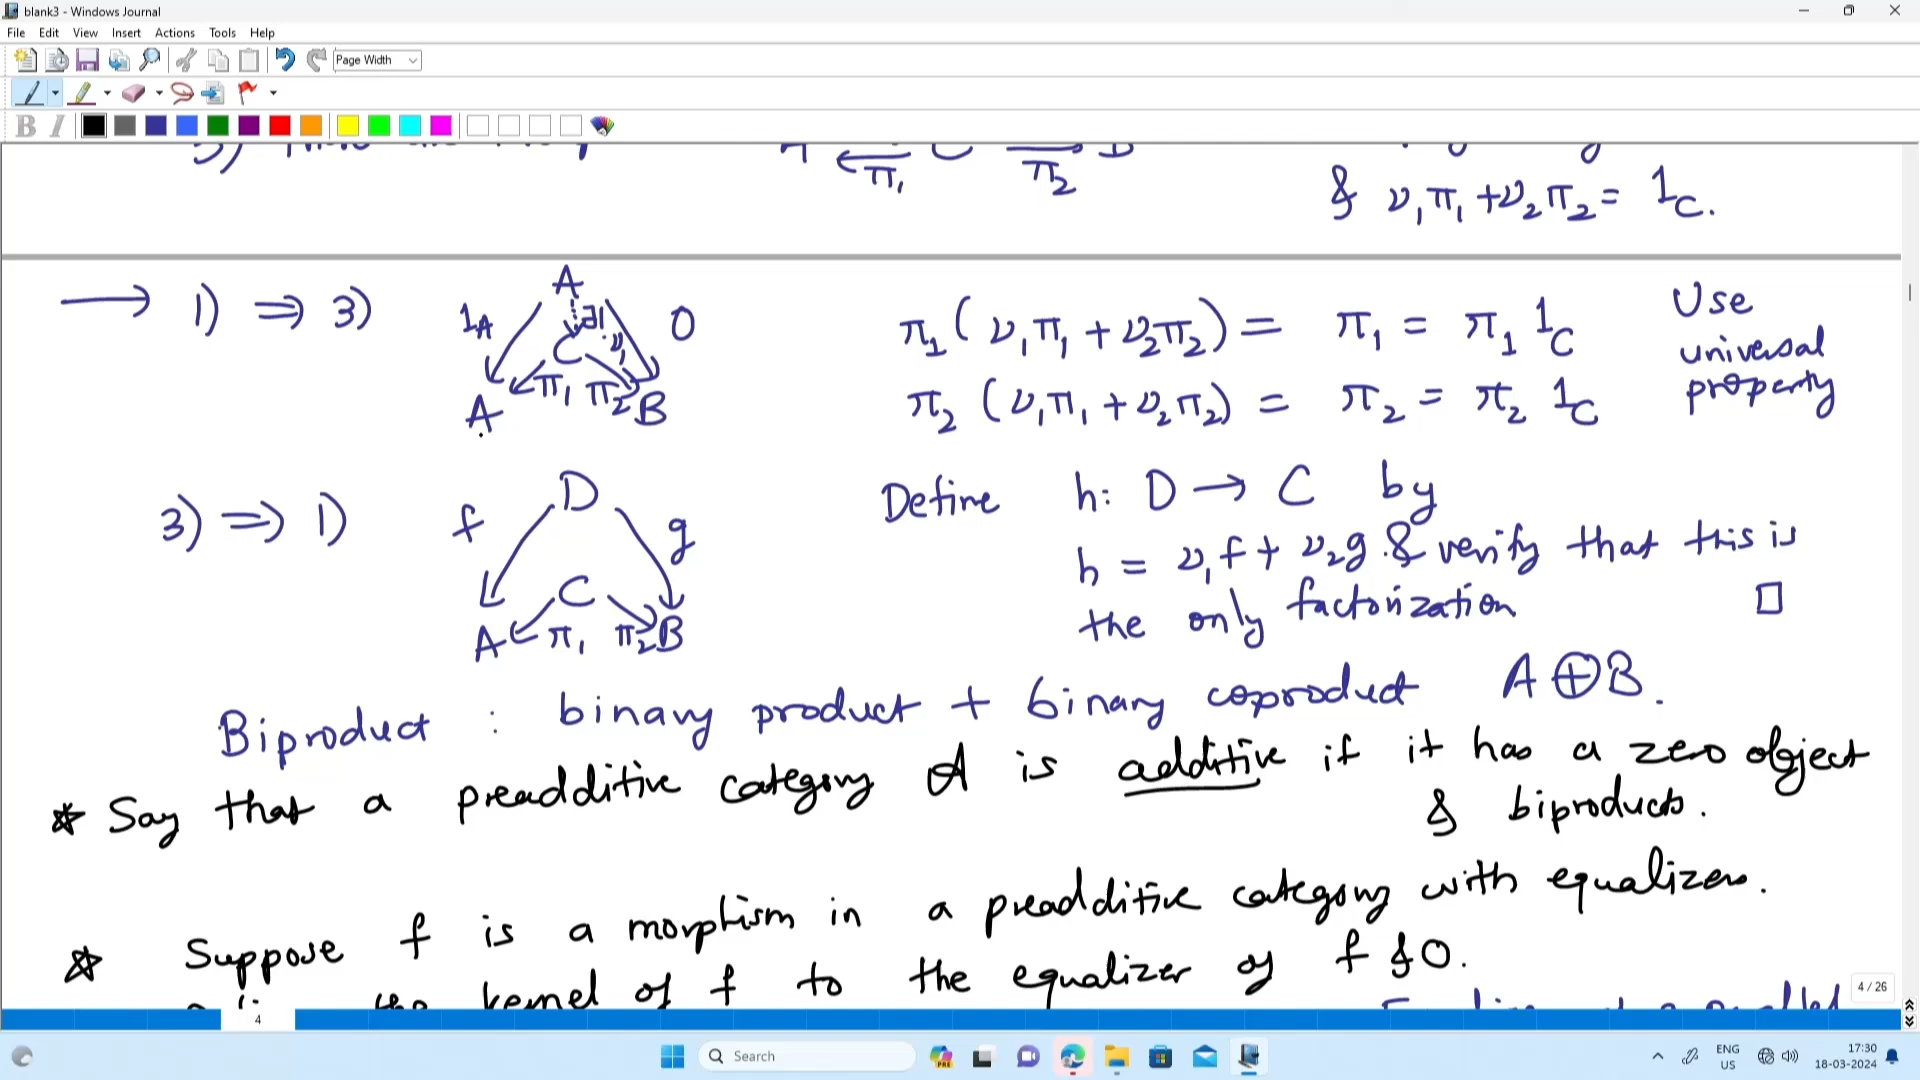 blank3 - Windows Journal
File Edit View Insert Actions Tools Help
Page Width
B I
A ← π₁ C → π₂ B
& ν₁π₁ + ν₂π₂ = 1_C.
→ 1) ⇒ 3)
A
1_A ∃! ν₁ 0
C
π₁ π₂
A B
π₁(ν₁π₁ + ν₂π₂) = π₁ = π₁ 1_C
π₂(ν₁π₁ + ν₂π₂) = π₂ = π₂ 1_C
Use
universal
property
3) ⇒ 1)
D
f g
C
A π₁ π₂ B
Define h: D → C by
h = ν₁f + ν₂g & verify that this is
the only factorization □
Biproduct : binary product + binary coproduct A ⊕ B.
☆ Say that a preadditive category A is additive if it has a zero object
& biproducts.
☆ Suppose f is a morphism in a preadditive category with equalizers.
the kernel of f to the equalizer of f & 0.
4 / 26
4
Search
PRE
ENG
US
17:30
18-03-2024